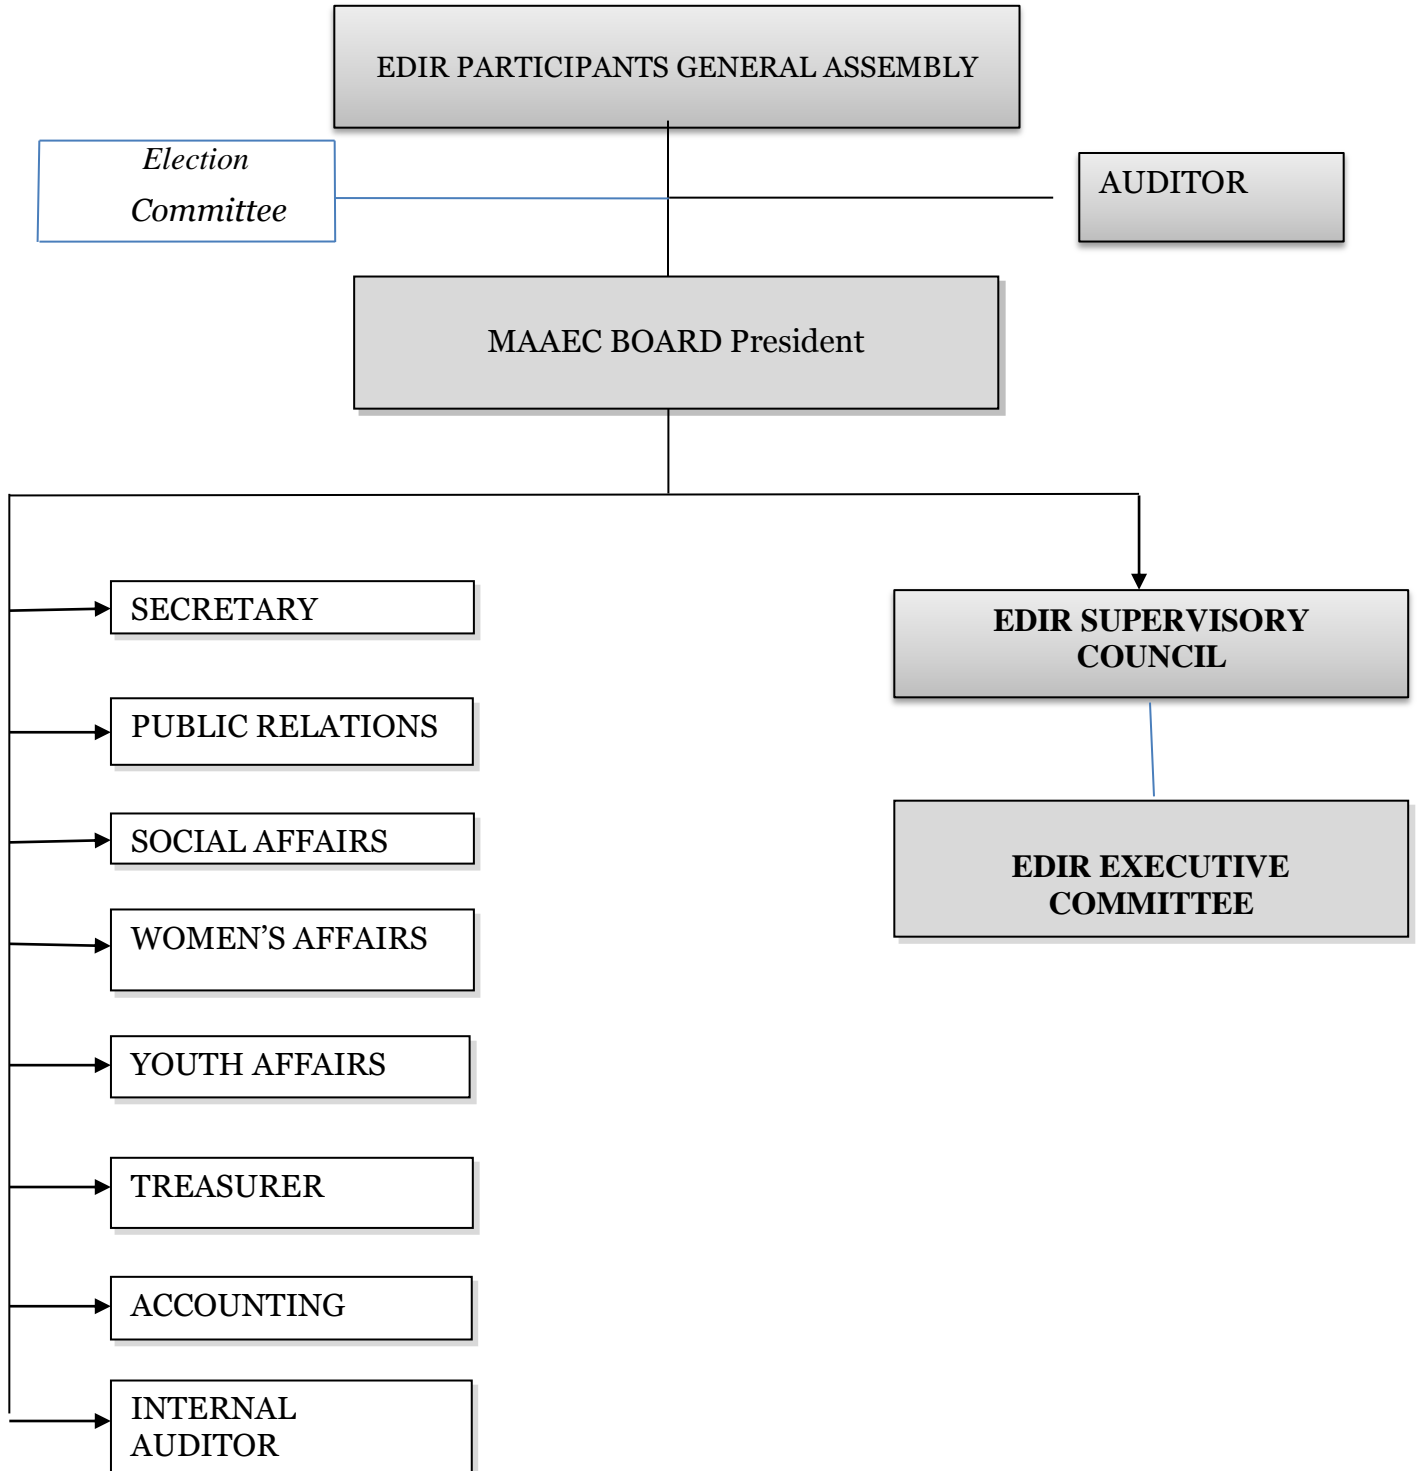 EDIR PARTICIPANTS GENERAL ASSEMBLY
Election
Committee
AUDITOR
MAAEC BOARD President
SECRETARY
PUBLIC RELATIONS
SOCIAL AFFAIRS
WOMEN’S AFFAIRS
YOUTH AFFAIRS
TREASURER
ACCOUNTING
INTERNAL
AUDITOR
EDIR SUPERVISORY
COUNCIL
EDIR EXECUTIVE
COMMITTEE